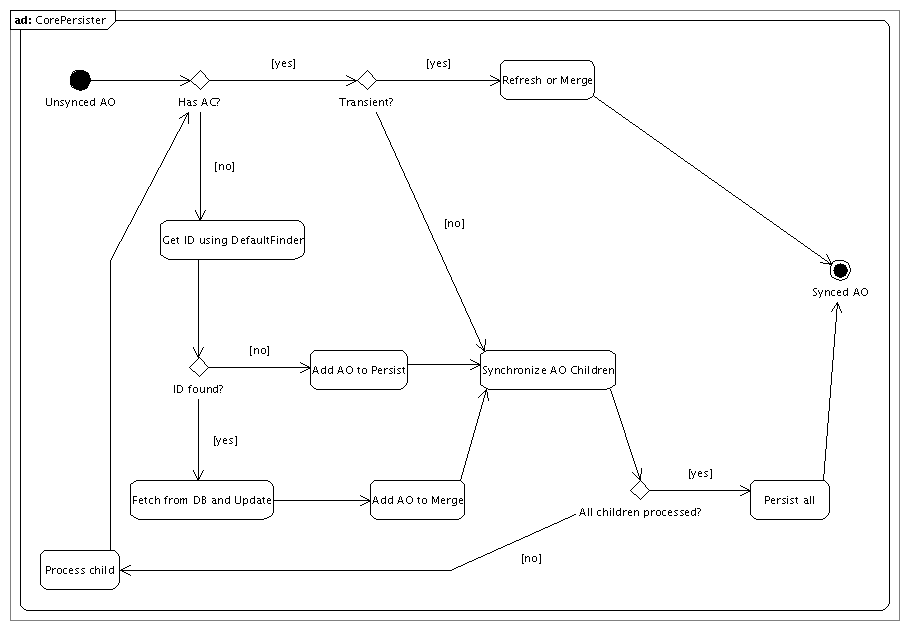 ad: CorePersister
[yes]
[yes]
Refresh or Merge
Unsynced AO
Has AC?
Transient?
[no]
[no]
Get ID using DefaultFinder
Synced AO
[no]
Add AO to Persist
Synchronize AO Children
ID found?
[yes]
[yes]
Fetch from DB and Update
Add AO to Merge
Persist all
All children processed?
[no]
Process child